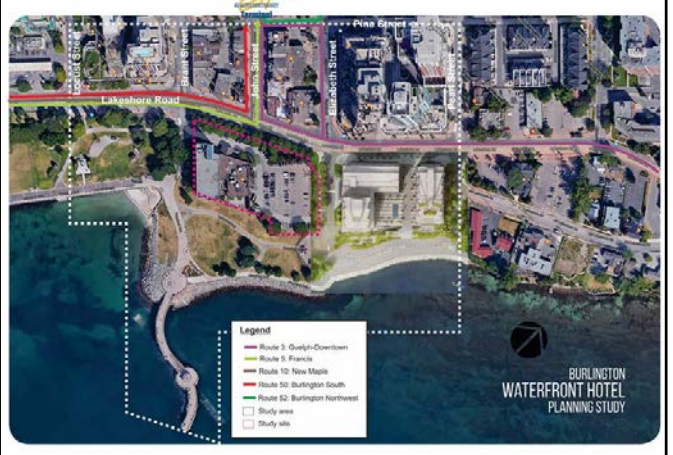 Terminal
Pine Street
Locust Street
Brant Street
John Street
Elizabeth Street
Pearl Street
Lakeshore Road
Legend
Route 3: Guelph-Downtown
Route 5: Francis
Route 10: New Maple
Route 50: Burlington South
Route 52: Burlington Northwest
Study area
Study site
BURLINGTON
WATERFRONT HOTEL
PLANNING STUDY